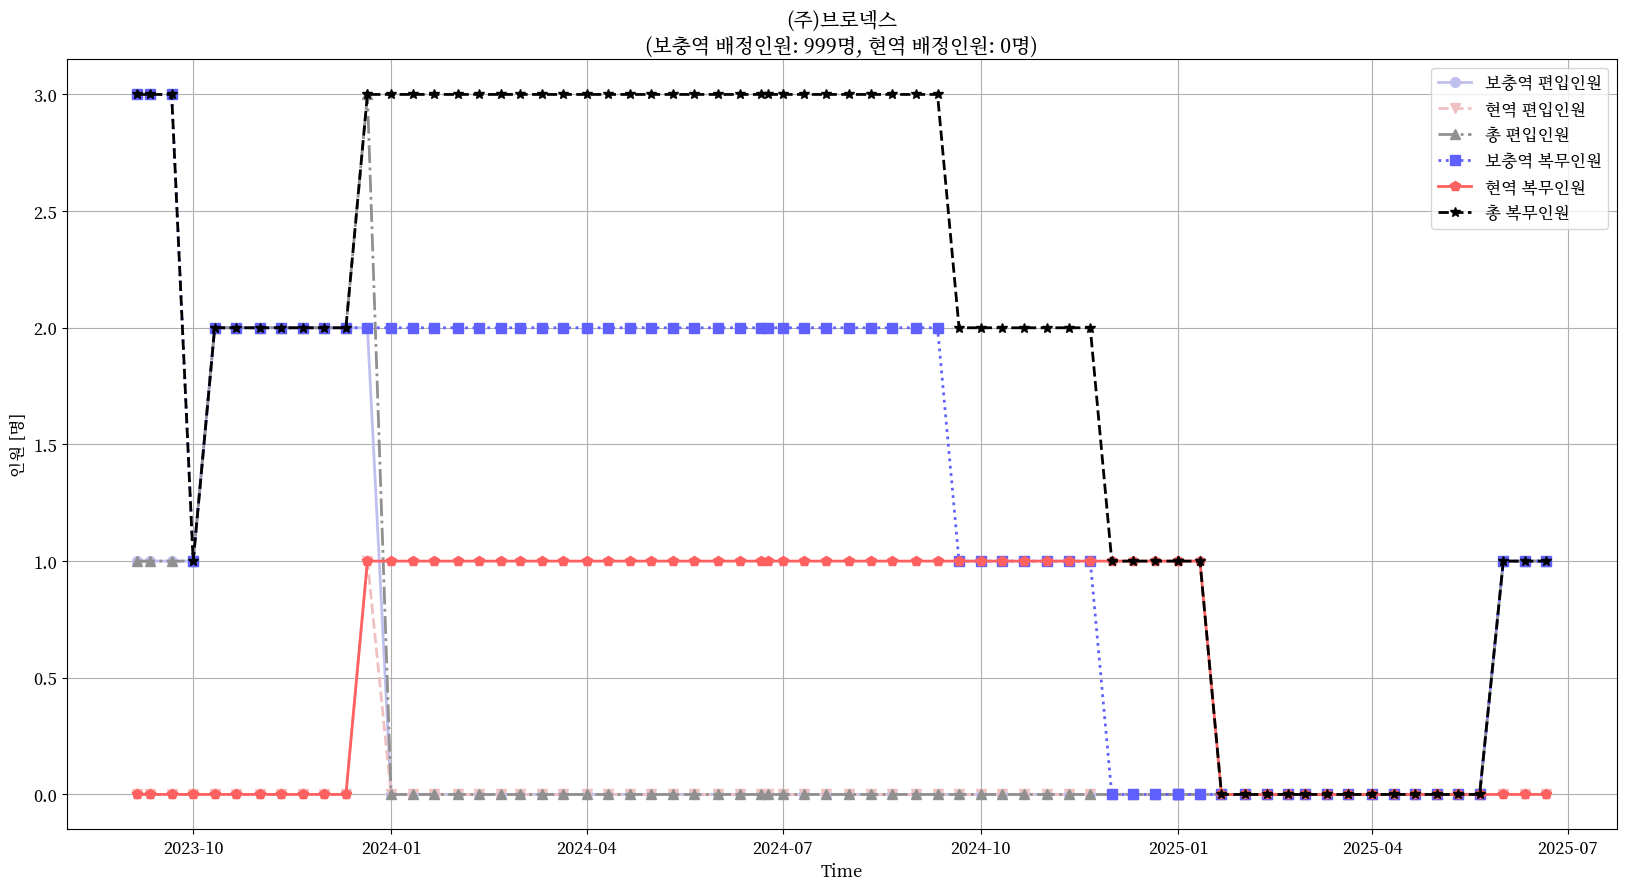 (주)브로넥스
(보충역 배정인원: 999명, 현역 배정인원: 0명)
보충역 편입인원
현역 편입인원
총 편입인원
보충역 복무인원
현역 복무인원
총 복무인원
3.0
2.5
2.0
1.5
1.0
0.5
0.0
인원 [명]
2023-10
2024-01
2024-04
2024-07
2024-10
2025-01
2025-04
2025-07
Time